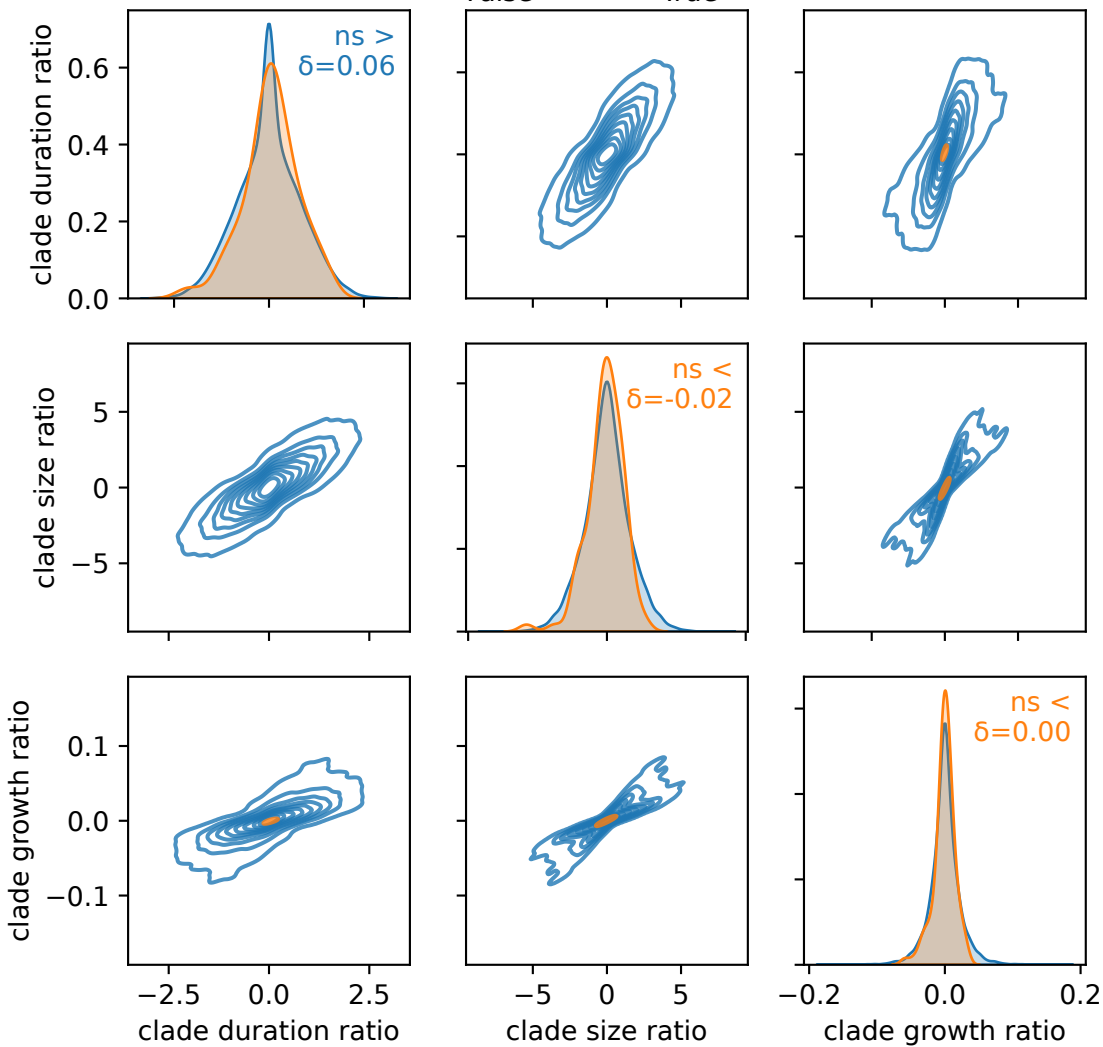 clade duration ratio
0.6
0.4
0.2
0.0
ns >
δ=0.06
clade size ratio
5
0
−5
ns <
δ=-0.02
clade growth ratio
0.1
0.0
−0.1
ns <
δ=0.00
−2.5 0.0 2.5
−5 0 5
−0.2 0.0 0.2
clade duration ratio
clade size ratio
clade growth ratio